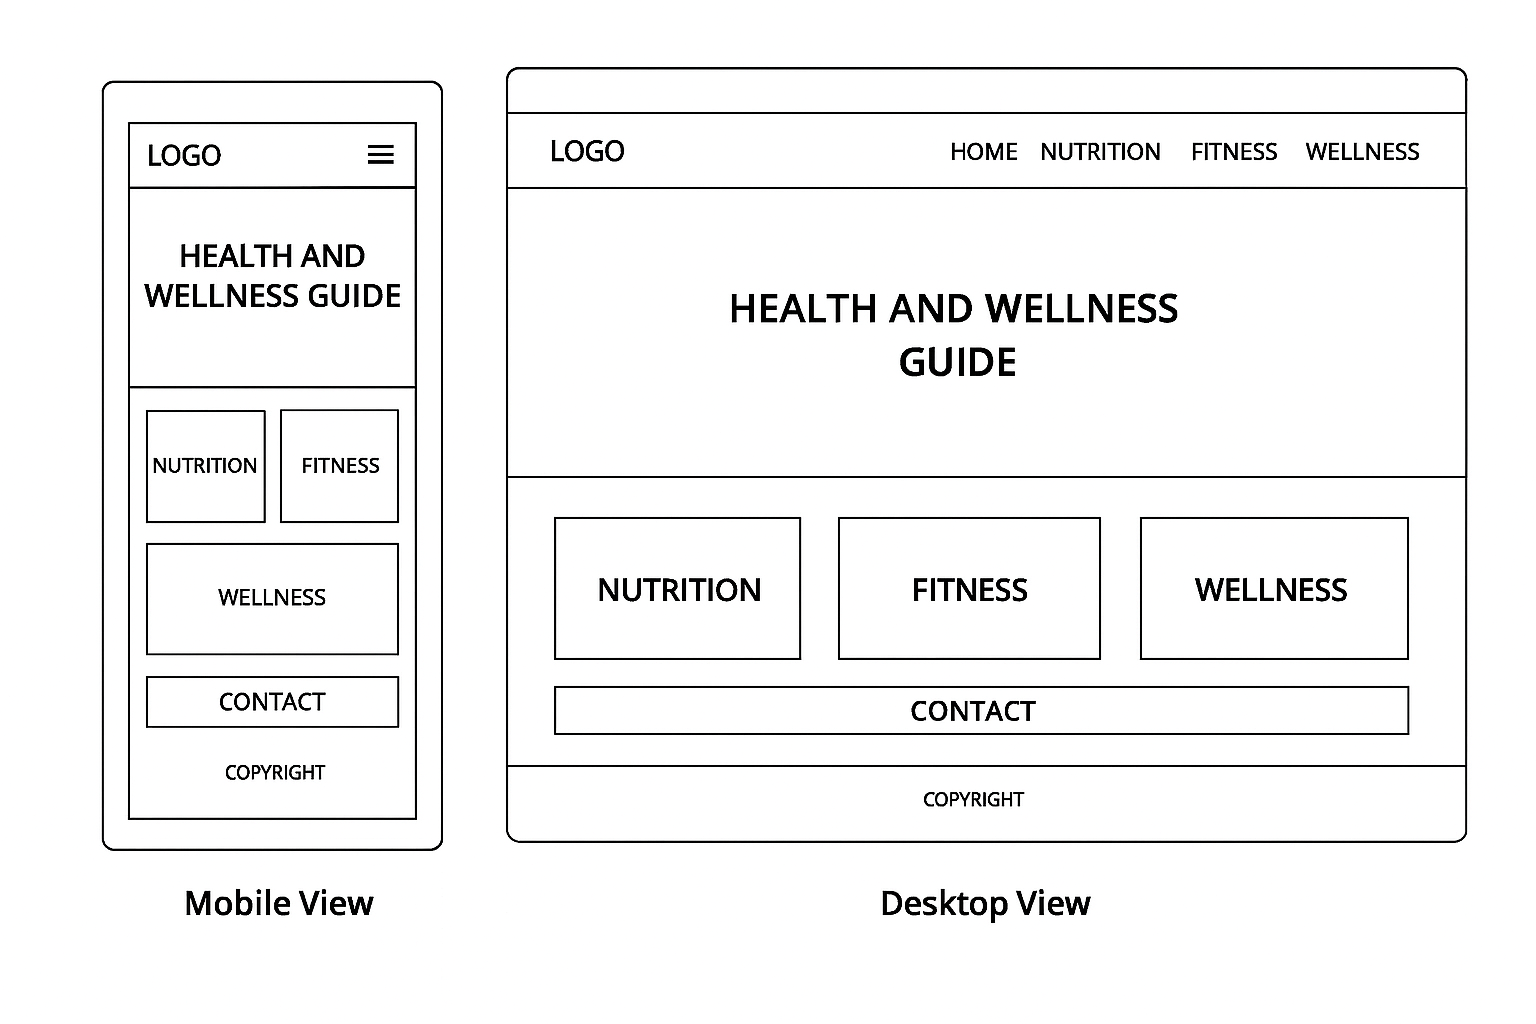 LOGO
HEALTH AND
WELLNESS GUIDE
NUTRITION
FITNESS
WELLNESS
CONTACT
COPYRIGHT
Mobile View
LOGO
HOME NUTRITION FITNESS WELLNESS
HEALTH AND WELLNESS
GUIDE
NUTRITION
FITNESS
WELLNESS
CONTACT
COPYRIGHT
Desktop View